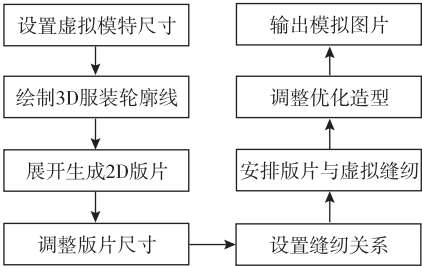 设置虚拟模特尺寸
绘制3D服装轮廓线
展开生成2D版片
调整版片尺寸
设置缝纫关系
安排版片与虚拟缝纫
调整优化造型
输出模拟图片